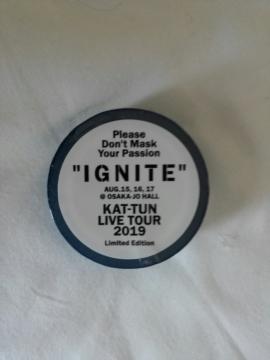 Please
Don't Mask
Your Passion
"IGNITE"
AUG.15, 16, 17
@ OSAKA-JO HALL
KAT-TUN
LIVE TOUR
2019
Limited Edition